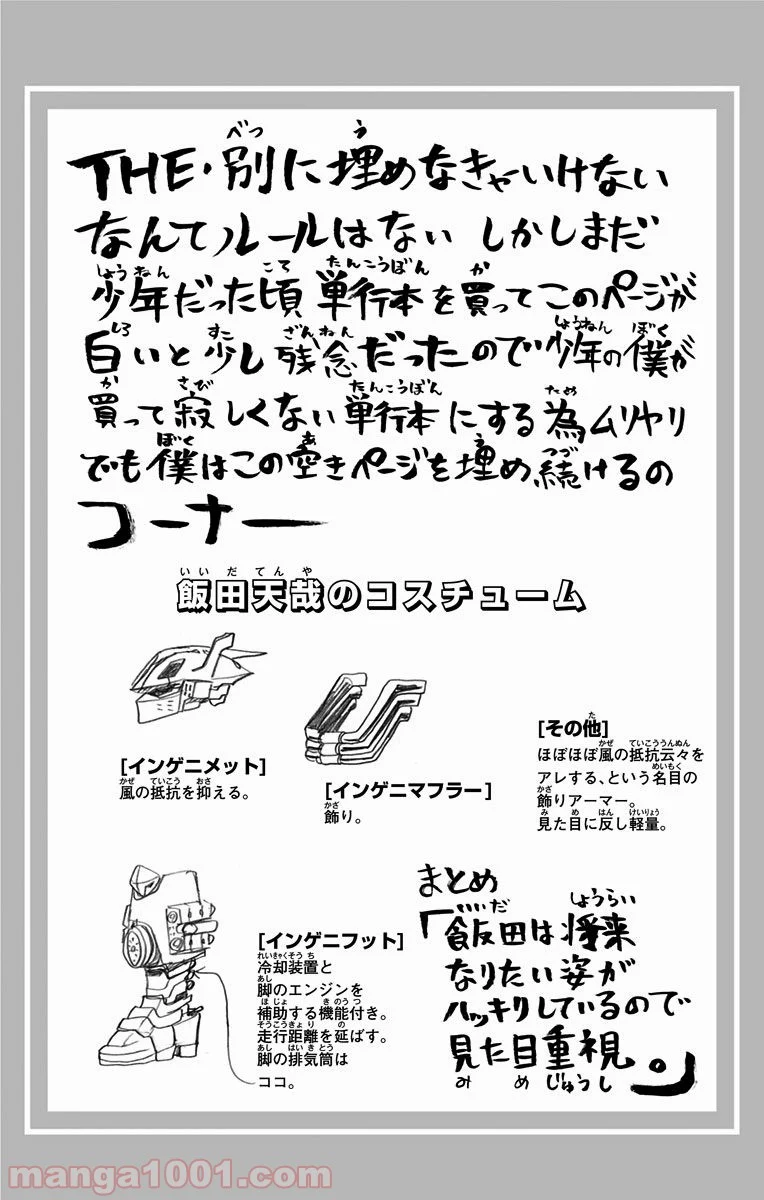 THE・別に埋めなきゃいけない
なんてルールはない しかしまだ
少年だった頃 単行本を買ってこのページが
白いと少し残念だったので少年の僕が
買って寂しくない単行本にする為ムリヤリ
でも僕はこの空きページを埋め続けるの
コーナー
飯田天哉のコスチューム
[インゲニメット]
風の抵抗を抑える。
[インゲニマフラー]
飾り。
[その他]
ほぼほぼ風の抵抗云々を
アレする、という名目の
飾りアーマー。
見た目に反し軽量。
[インゲニフット]
冷却装置と
脚のエンジンを
補助する機能付き。
走行距離を延ばす。
脚の排気筒は
ココ。
まとめ
「飯田は将来
なりたい姿が
ハッキリしているので
見た目重視。」
manga1001.com